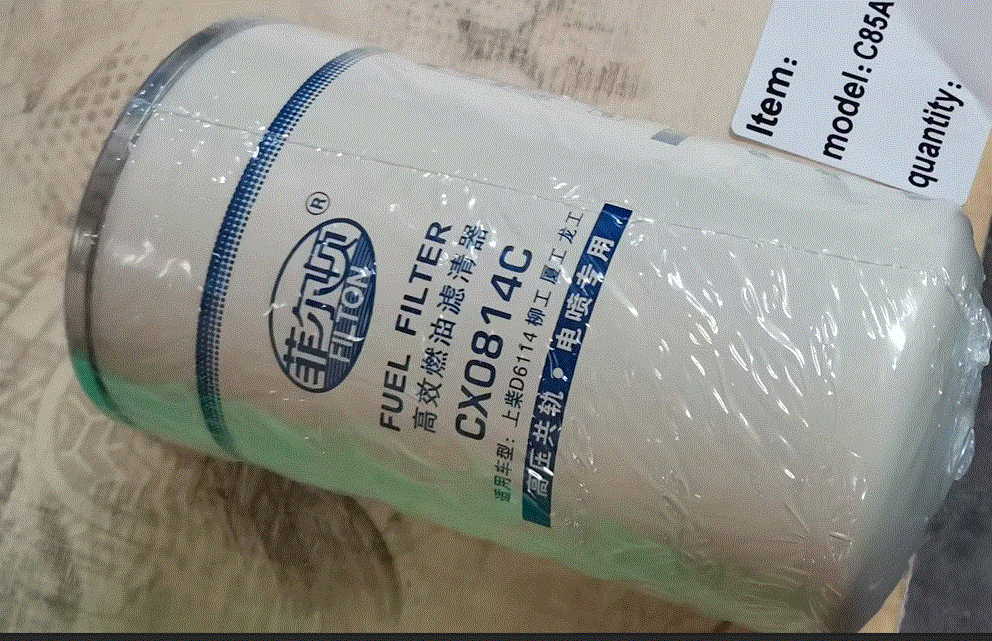 菲尔顿
FILTON
®
FUEL FILTER
高效燃油滤清器
CX0814C
适用车型：上柴D6114 柳工 厦工 龙工
高压共轨·电喷专用
Item:
model: C85A
quantity: